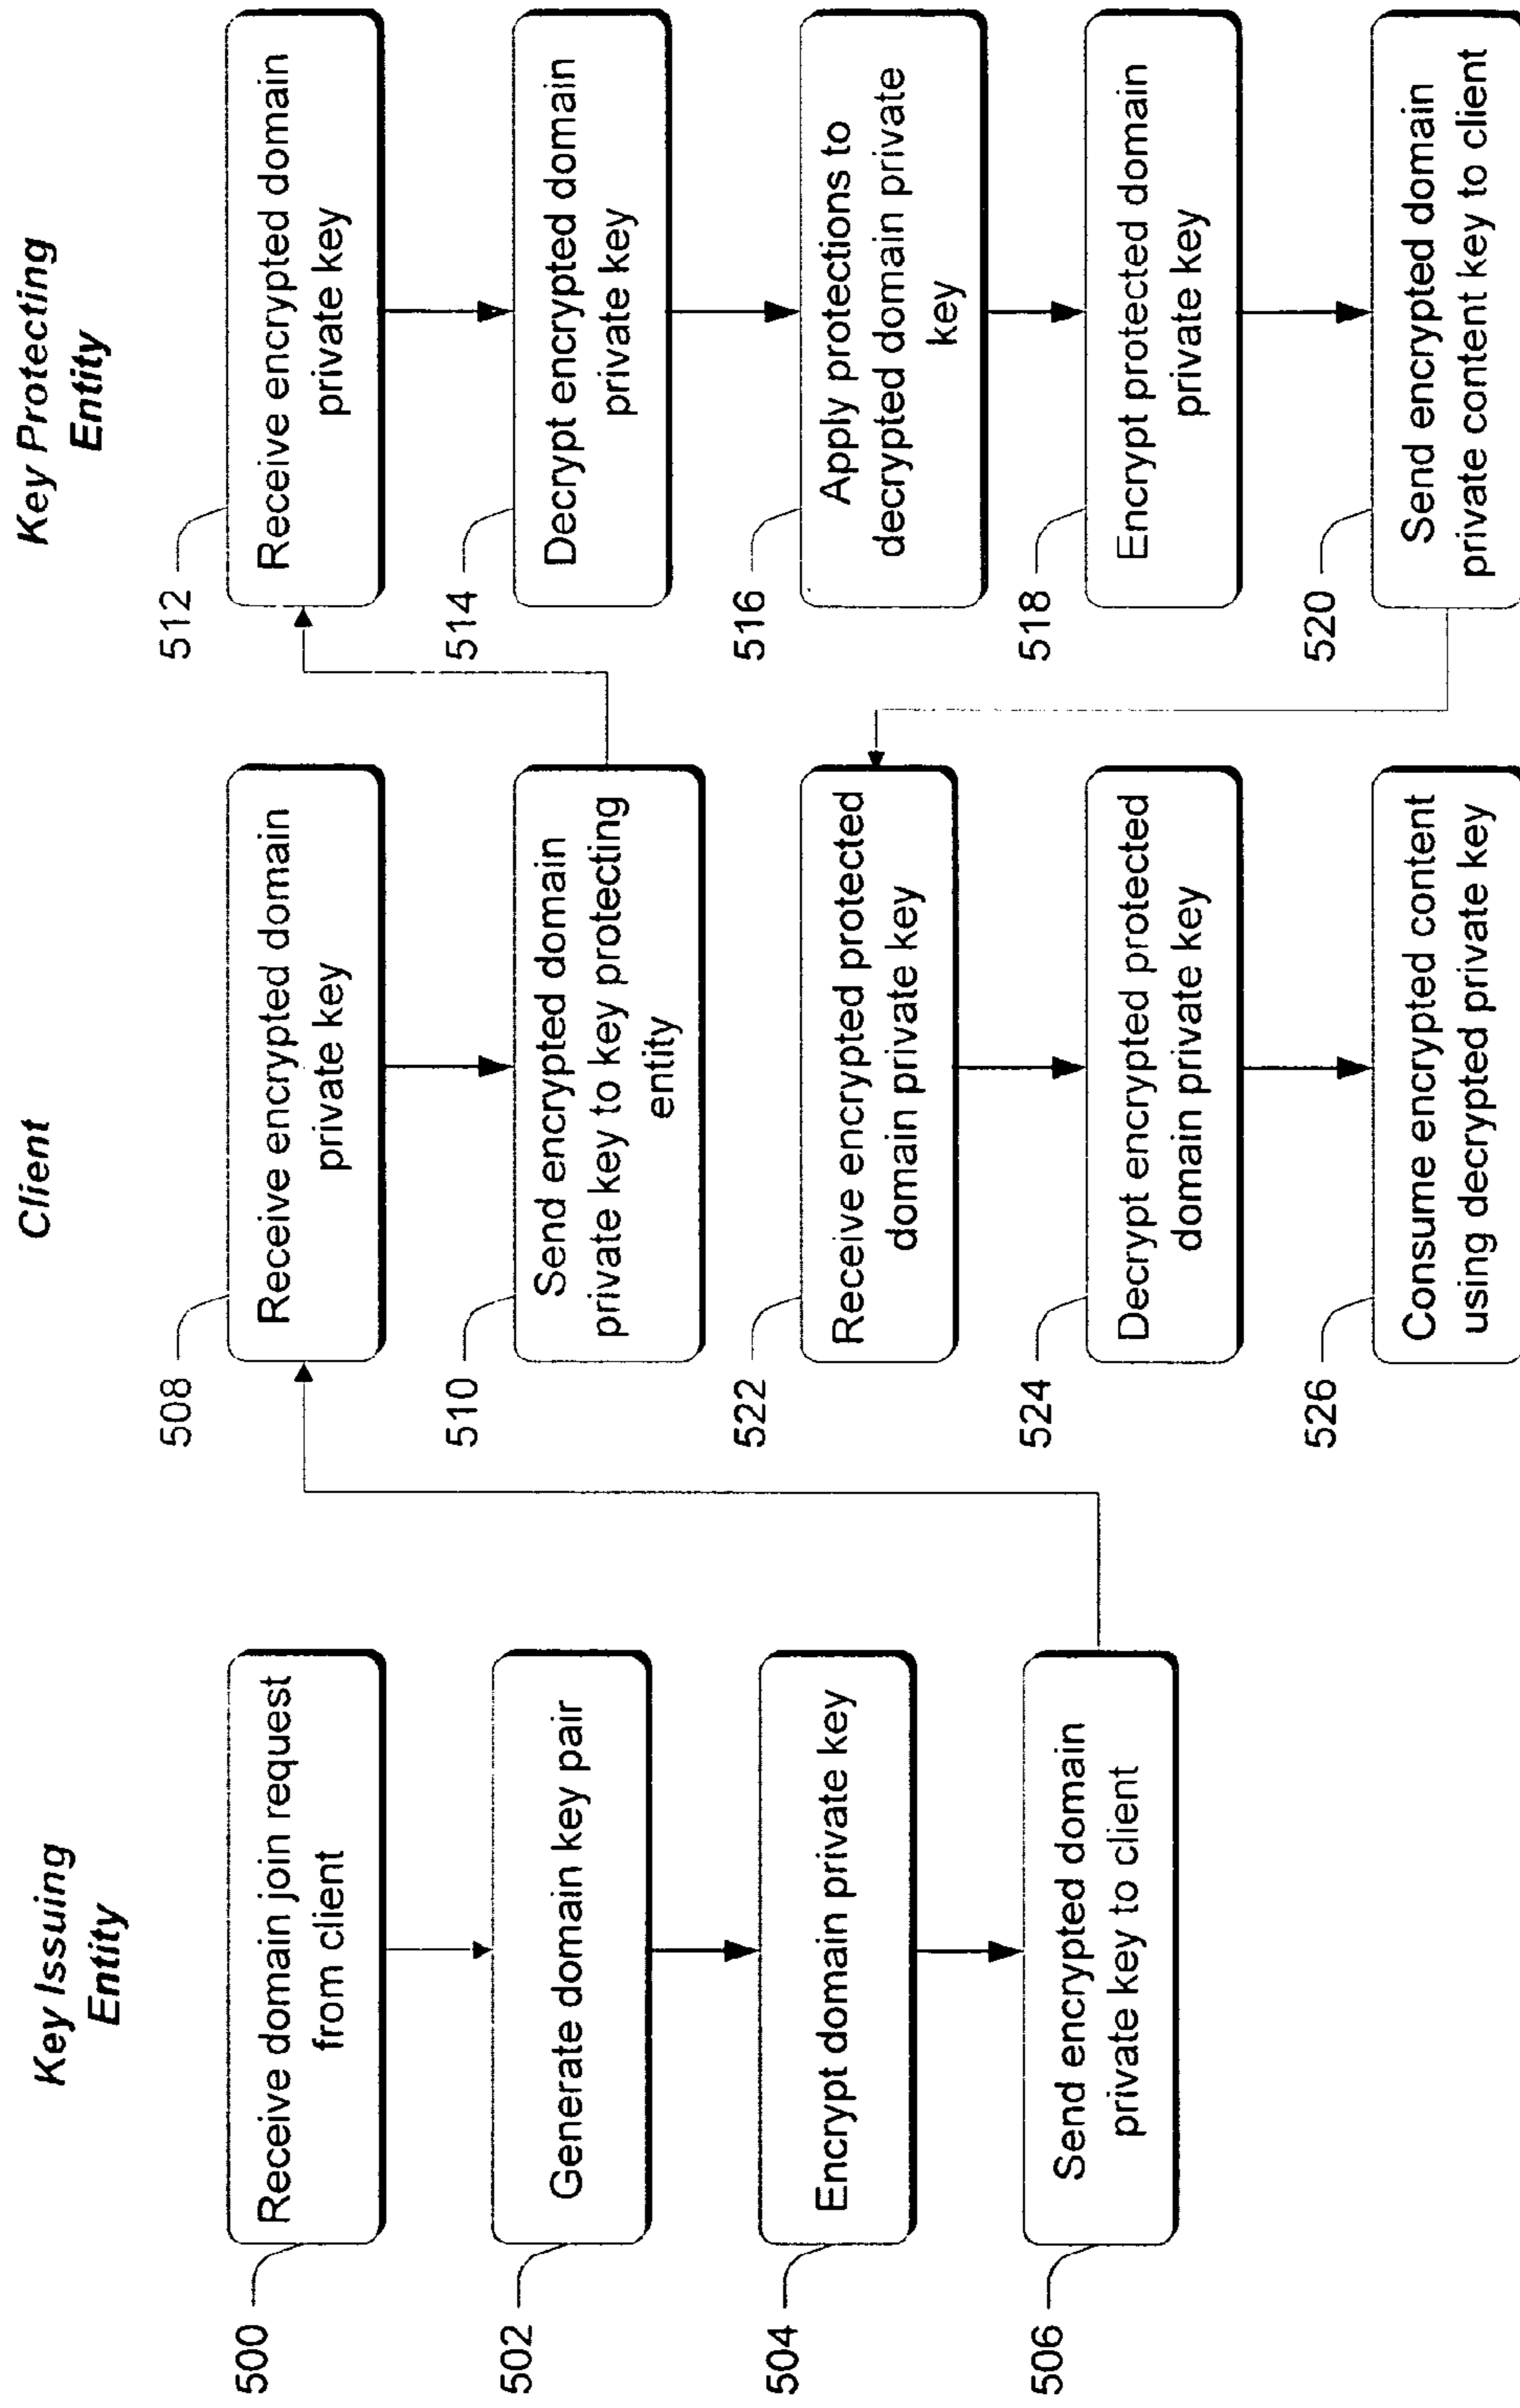 Key Issuing
Entity
500
Receive domain join request
from client
502
Generate domain key pair
504
Encrypt domain private key
506
Send encrypted domain
private key to client
Client
508
Receive encrypted domain
private key
510
Send encrypted domain
private key to key protecting
entity
522
Receive encrypted protected
domain private key
524
Decrypt encrypted protected
domain private key
526
Consume encrypted content
using decrypted private key
Key Protecting
Entity
512
Receive encrypted domain
private key
514
Decrypt encrypted domain
private key
516
Apply protections to
decrypted domain private
key
518
Encrypt protected domain
private key
520
Send encrypted domain
private content key to client